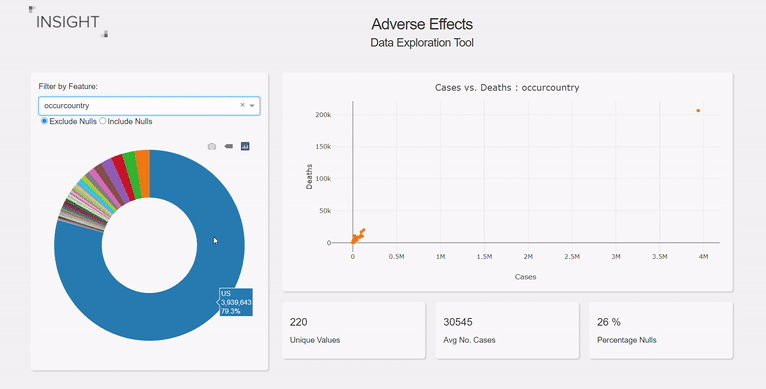 INSIGHT
Adverse Effects
Data Exploration Tool
Filter by Feature:
occurcountry
Exclude Nulls Include Nulls
US
3,939,643
79.3%
Cases vs. Deaths : occurcountry
Deaths
200k
150k
100k
50k
0
0 0.5M 1M 1.5M 2M 2.5M 3M 3.5M 4M
Cases
220
Unique Values
30545
Avg No. Cases
26 %
Percentage Nulls